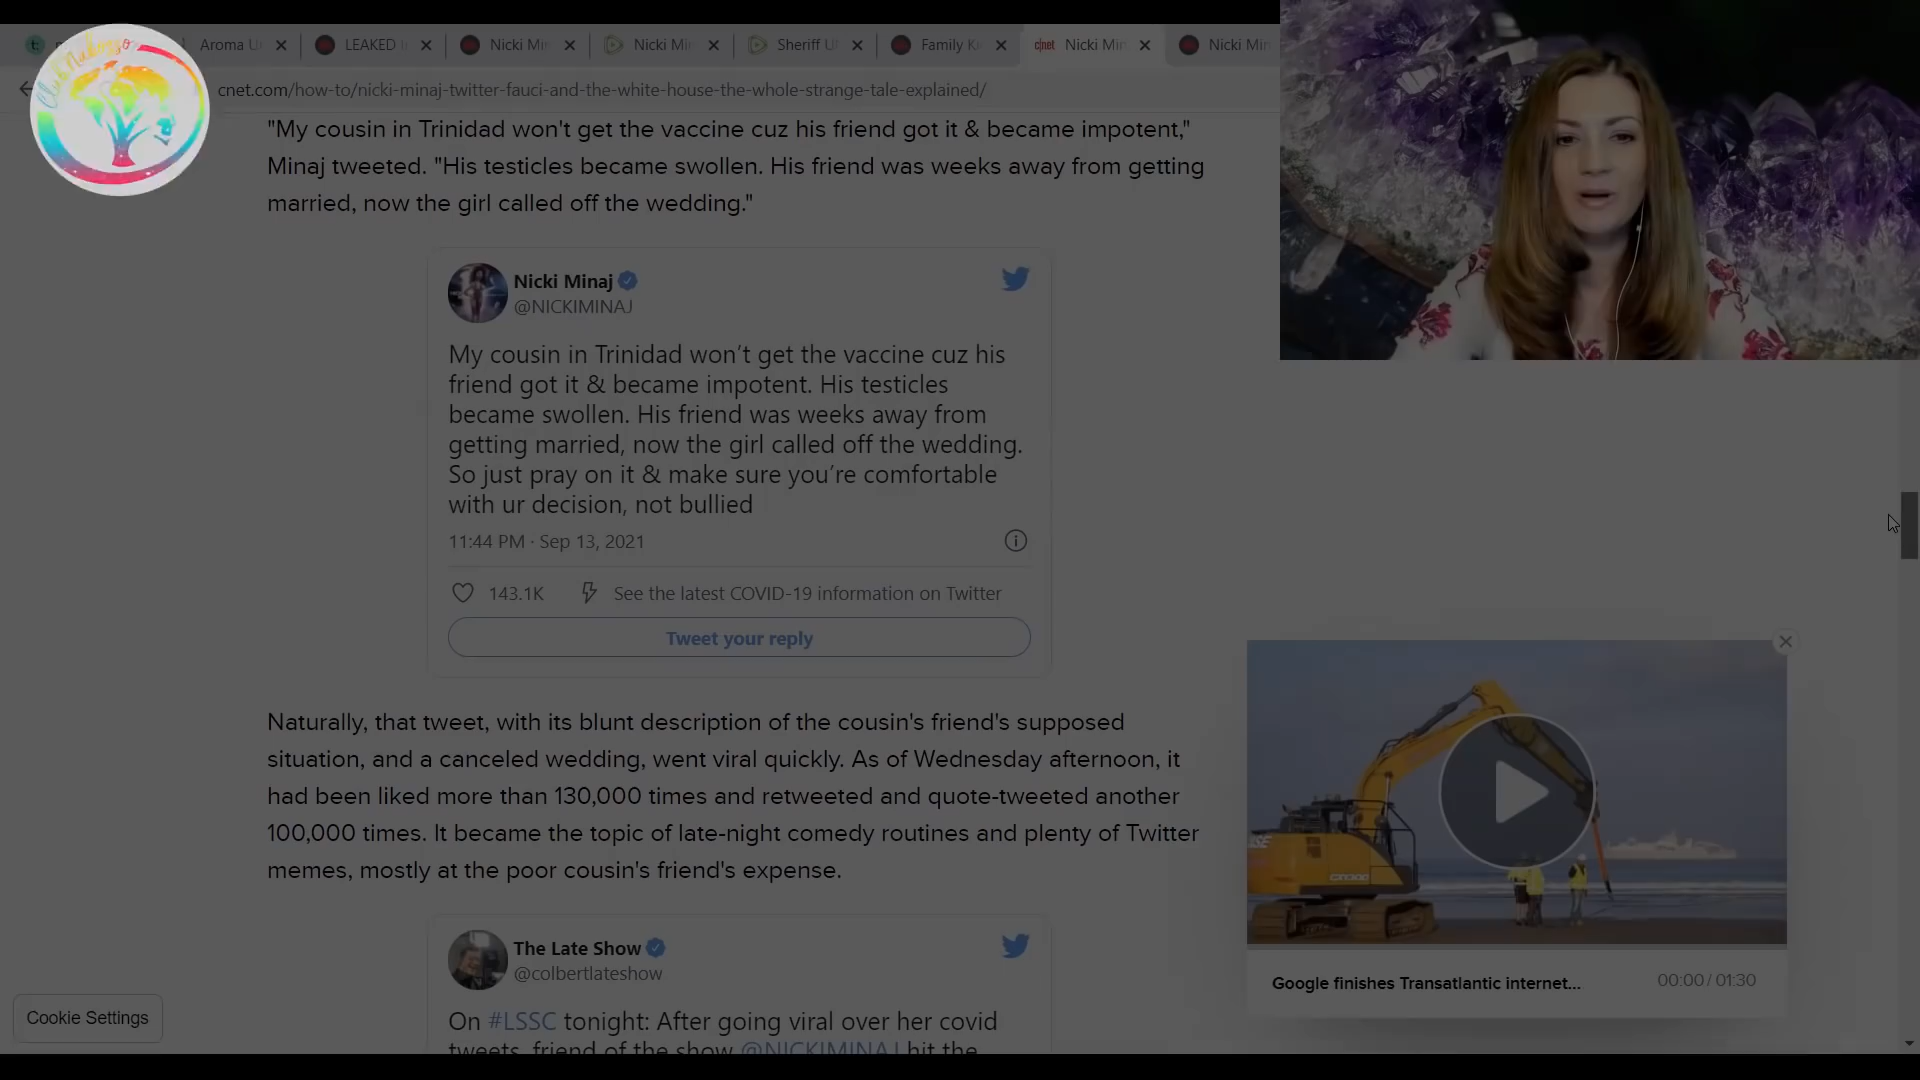 Aroma U
LEAKED I
Nicki Mi
Nicki Mi
Sheriff U
Family K
c|net
Nicki Min
Nicki Min
cnet.com/how-to/nicki-minaj-twitter-fauci-and-the-white-house-the-whole-strange-tale-explained/
"My cousin in Trinidad won't get the vaccine cuz his friend got it & became impotent,"
Minaj tweeted. "His testicles became swollen. His friend was weeks away from getting
married, now the girl called off the wedding."
Nicki Minaj
@NICKIMINAJ
My cousin in Trinidad won’t get the vaccine cuz his
friend got it & became impotent. His testicles
became swollen. His friend was weeks away from
getting married, now the girl called off the wedding.
So just pray on it & make sure you’re comfortable
with ur decision, not bullied
11:44 PM · Sep 13, 2021
143.1K
See the latest COVID-19 information on Twitter
Tweet your reply
Naturally, that tweet, with its blunt description of the cousin's friend's supposed
situation, and a canceled wedding, went viral quickly. As of Wednesday afternoon, it
had been liked more than 130,000 times and retweeted and quote-tweeted another
100,000 times. It became the topic of late-night comedy routines and plenty of Twitter
memes, mostly at the poor cousin's friend's expense.
The Late Show
@colbertlateshow
On #LSSC tonight: After going viral over her covid
tweets, friend of the show @NICKIMINAJ hit the
Google finishes Transatlantic internet...
00:00 / 01:30
Cookie Settings